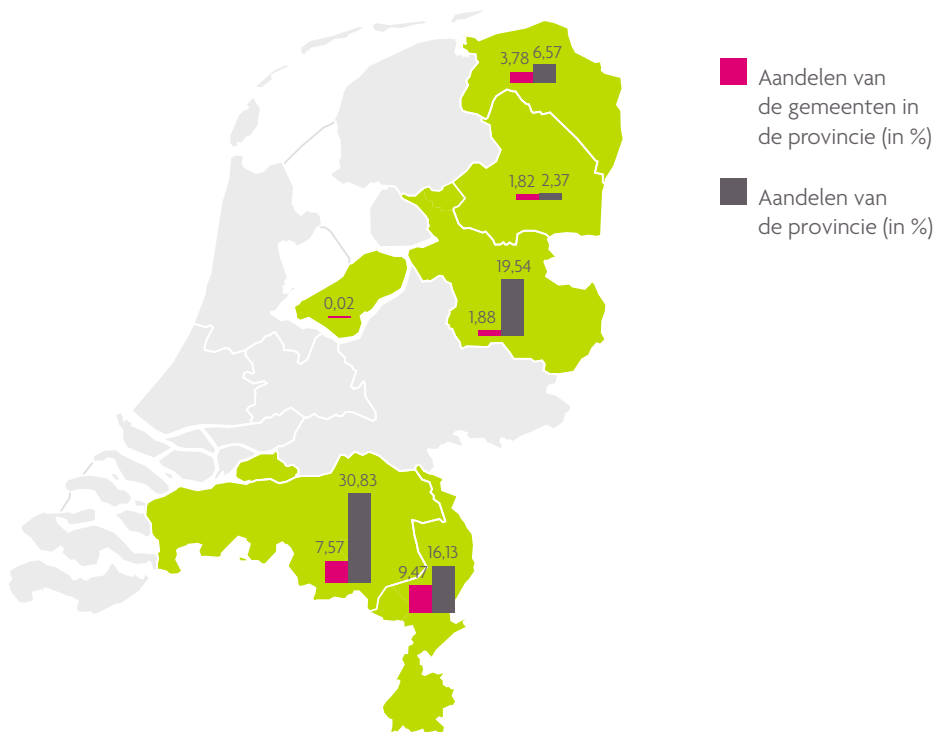 3,78 6,57
1,82 2,37
19,54
1,88
0,02
30,83
7,57
16,13
9,47
Aandelen van
de gemeenten in
de provincie (in %)
Aandelen van
de provincie (in %)